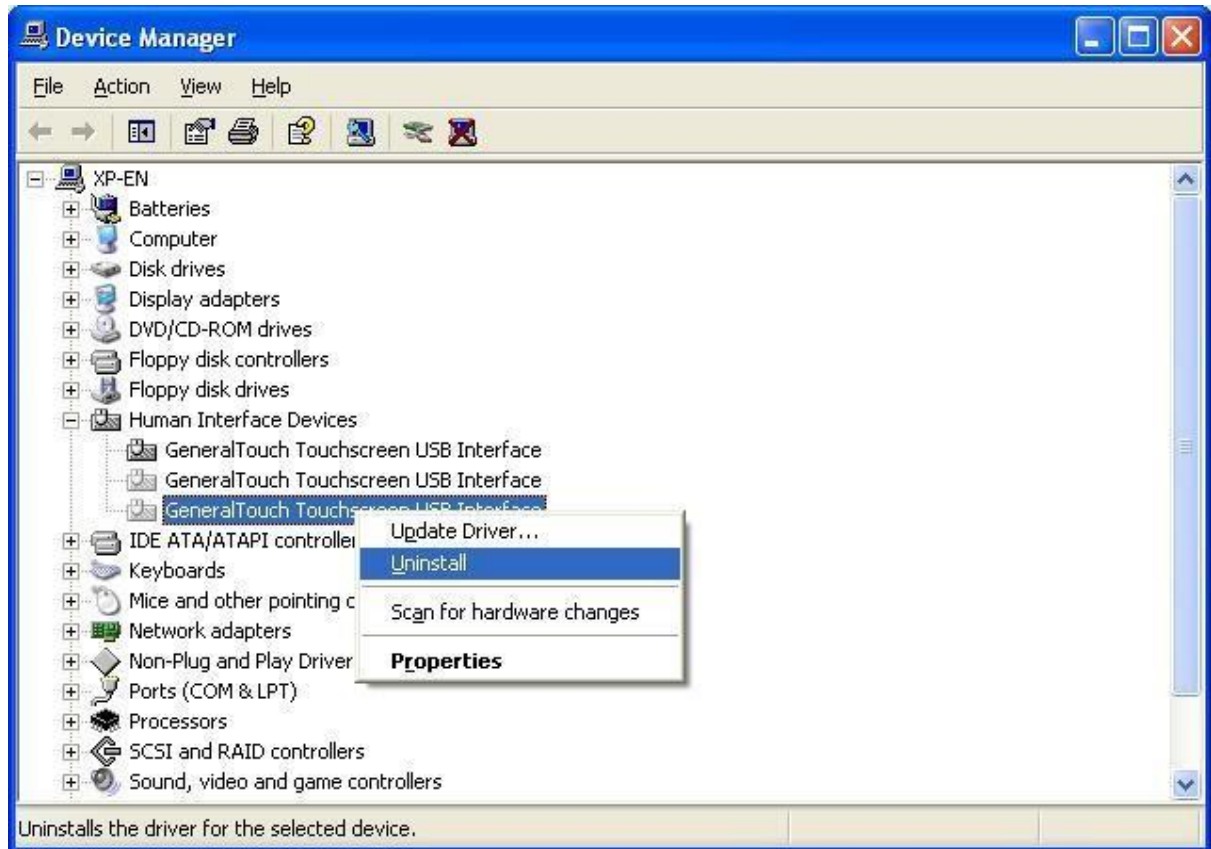 Device Manager
File Action View Help
XP-EN
Batteries
Computer
Disk drives
Display adapters
DVD/CD-ROM drives
Floppy disk controllers
Floppy disk drives
Human Interface Devices
GeneralTouch Touchscreen USB Interface
GeneralTouch Touchscreen USB Interface
GeneralTouch Touchscreen USB Interface
Update Driver...
Uninstall
Scan for hardware changes
Properties
IDE ATA/ATAPI
Keyboards
Mice and other pointing
Network adapters
Non-Plug and Play Driver
Ports (COM & LPT)
Processors
SCSI and RAID controllers
Sound, video and game controllers
Uninstalls the driver for the selected device.